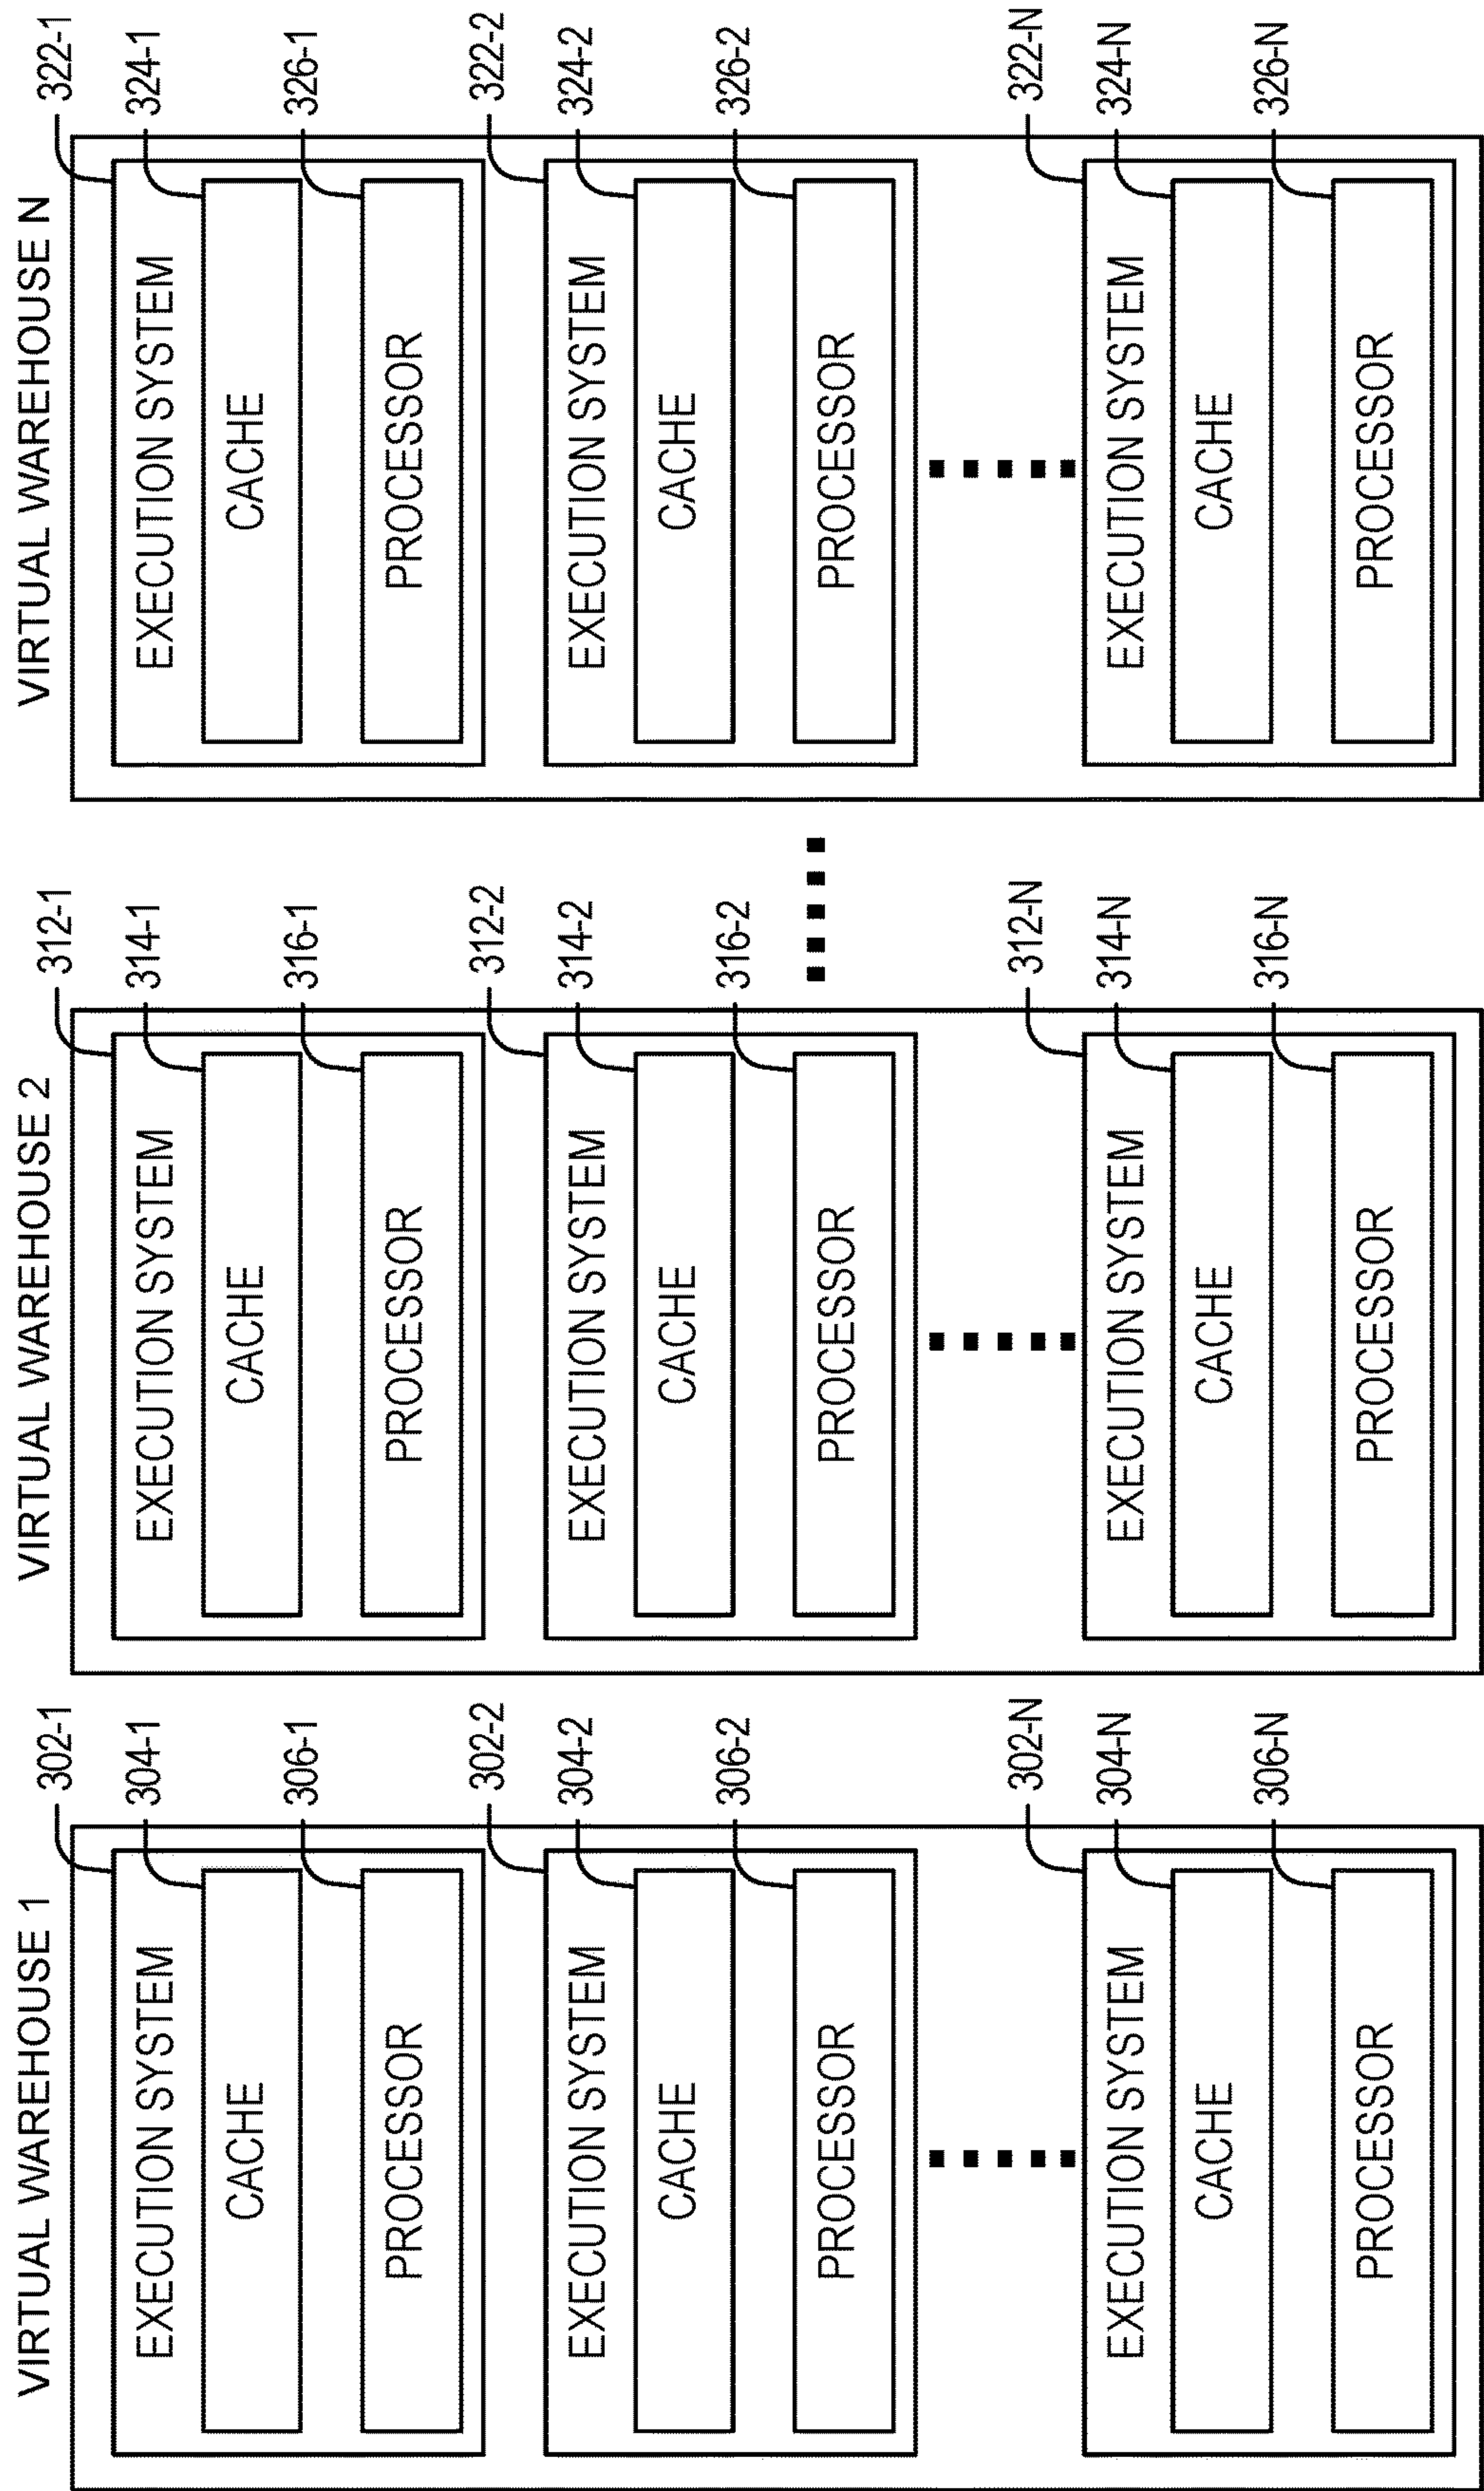 VIRTUAL WAREHOUSE 1
302-1
EXECUTION SYSTEM
304-1
CACHE
306-1
PROCESSOR
302-2
EXECUTION SYSTEM
304-2
CACHE
306-2
PROCESSOR
302-N
EXECUTION SYSTEM
304-N
CACHE
306-N
PROCESSOR
VIRTUAL WAREHOUSE 2
312-1
EXECUTION SYSTEM
314-1
CACHE
316-1
PROCESSOR
312-2
EXECUTION SYSTEM
314-2
CACHE
316-2
PROCESSOR
312-N
EXECUTION SYSTEM
314-N
CACHE
316-N
PROCESSOR
VIRTUAL WAREHOUSE N
322-1
EXECUTION SYSTEM
324-1
CACHE
326-1
PROCESSOR
322-2
EXECUTION SYSTEM
324-2
CACHE
326-2
PROCESSOR
322-N
EXECUTION SYSTEM
324-N
CACHE
326-N
PROCESSOR